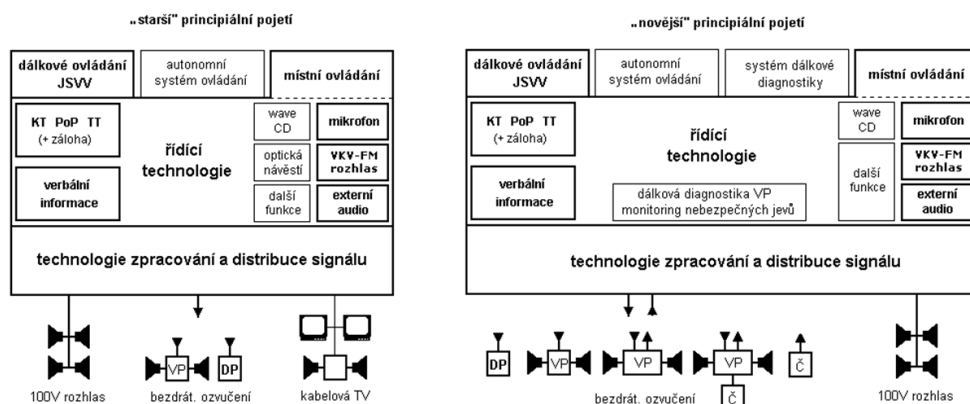 „starší" principiální pojetí
dálkové ovládání
JSVV
autonomní
systém ovládání
místní ovládání
KT PoP TT
(+ záloha)
verbální
informace
řídící
technologie
wave
CD
optická
návěstí
další
funkce
mikrofon
VKV-FM
rozhlas
externí
audio
technologie zpracování a distribuce signálu
VP
DP
100V rozhlas
bezdrát. ozvučení
kabelová TV
„novější" principiální pojetí
dálkové ovládání
JSVV
autonomní
systém ovládání
systém dálkové
diagnostiky
místní ovládání
KT PoP TT
(+ záloha)
verbální
informace
řídící
technologie
dálková diagnostika VP
monitoring nebezpečných jevů
wave
CD
další
funkce
mikrofon
VKV-FM
rozhlas
externí
audio
technologie zpracování a distribuce signálu
DP
VP
VP
VP
Č
Č
bezdrát. ozvučení
100V rozhlas